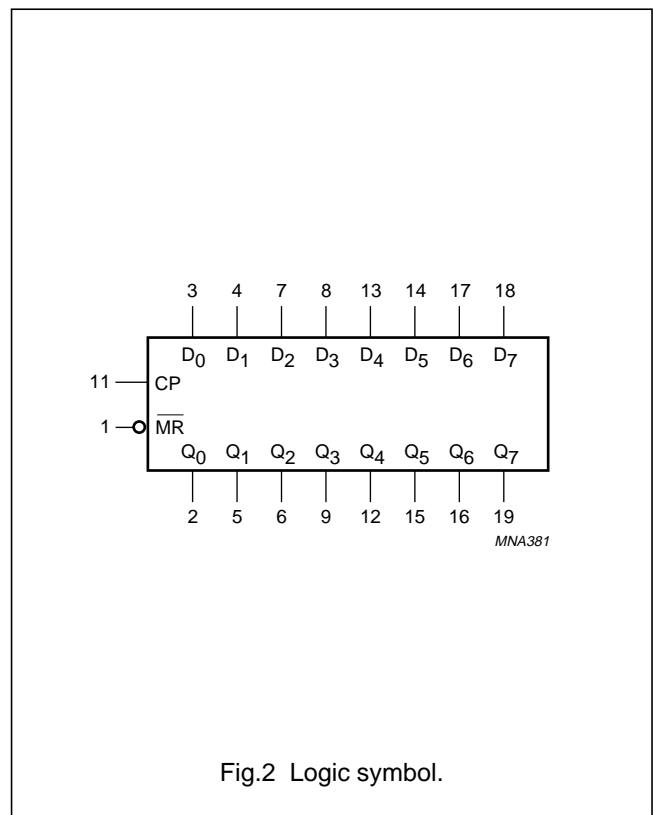 3 4 7 8 13 14 17 18
D0 D1 D2 D3 D4 D5 D6 D7
11 CP
1 M̅R̅
Q0 Q1 Q2 Q3 Q4 Q5 Q6 Q7
2 5 6 9 12 15 16 19
MNA381
Fig.2 Logic symbol.